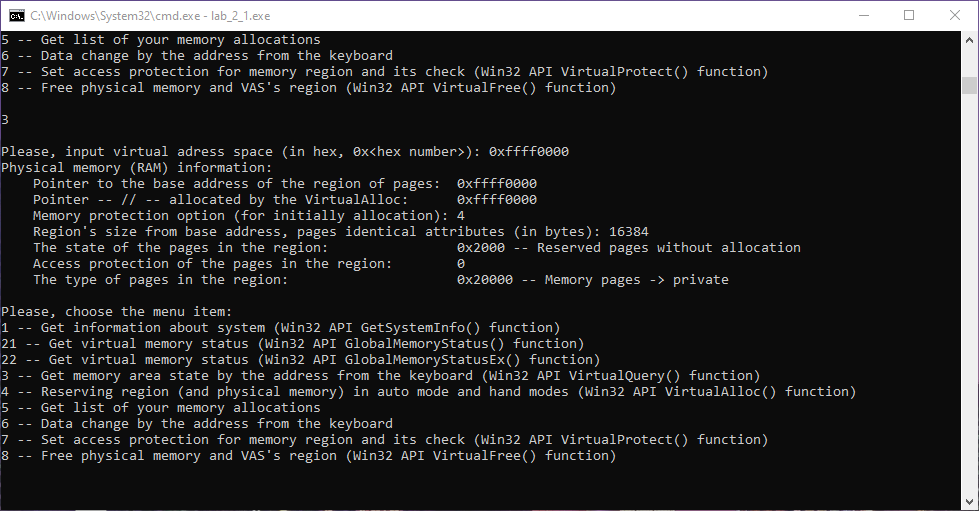 C:\Windows\System32\cmd.exe - lab_2_1.exe
5 -- Get list of your memory allocations
6 -- Data change by the address from the keyboard
7 -- Set access protection for memory region and its check (Win32 API VirtualProtect() function)
8 -- Free physical memory and VAS's region (Win32 API VirtualFree() function)
3
Please, input virtual adress space (in hex, 0x<hex number>): 0xffff0000
Physical memory (RAM) information:
Pointer to the base address of the region of pages:  0xffff0000
Pointer -- // -- allocated by the VirtualAlloc:      0xffff0000
Memory protection option (for initially allocation): 4
Region's size from base address, pages identical attributes (in bytes): 16384
The state of the pages in the region:                0x2000 -- Reserved pages without allocation
Access protection of the pages in the region:        0
The type of pages in the region:                     0x20000 -- Memory pages -> private
Please, choose the menu item:
1 -- Get information about system (Win32 API GetSystemInfo() function)
21 -- Get virtual memory status (Win32 API GlobalMemoryStatus() function)
22 -- Get virtual memory status (Win32 API GlobalMemoryStatusEx() function)
3 -- Get memory area state by the address from the keyboard (Win32 API VirtualQuery() function)
4 -- Reserving region (and physical memory) in auto mode and hand modes (Win32 API VirtualAlloc() function)
5 -- Get list of your memory allocations
6 -- Data change by the address from the keyboard
7 -- Set access protection for memory region and its check (Win32 API VirtualProtect() function)
8 -- Free physical memory and VAS's region (Win32 API VirtualFree() function)